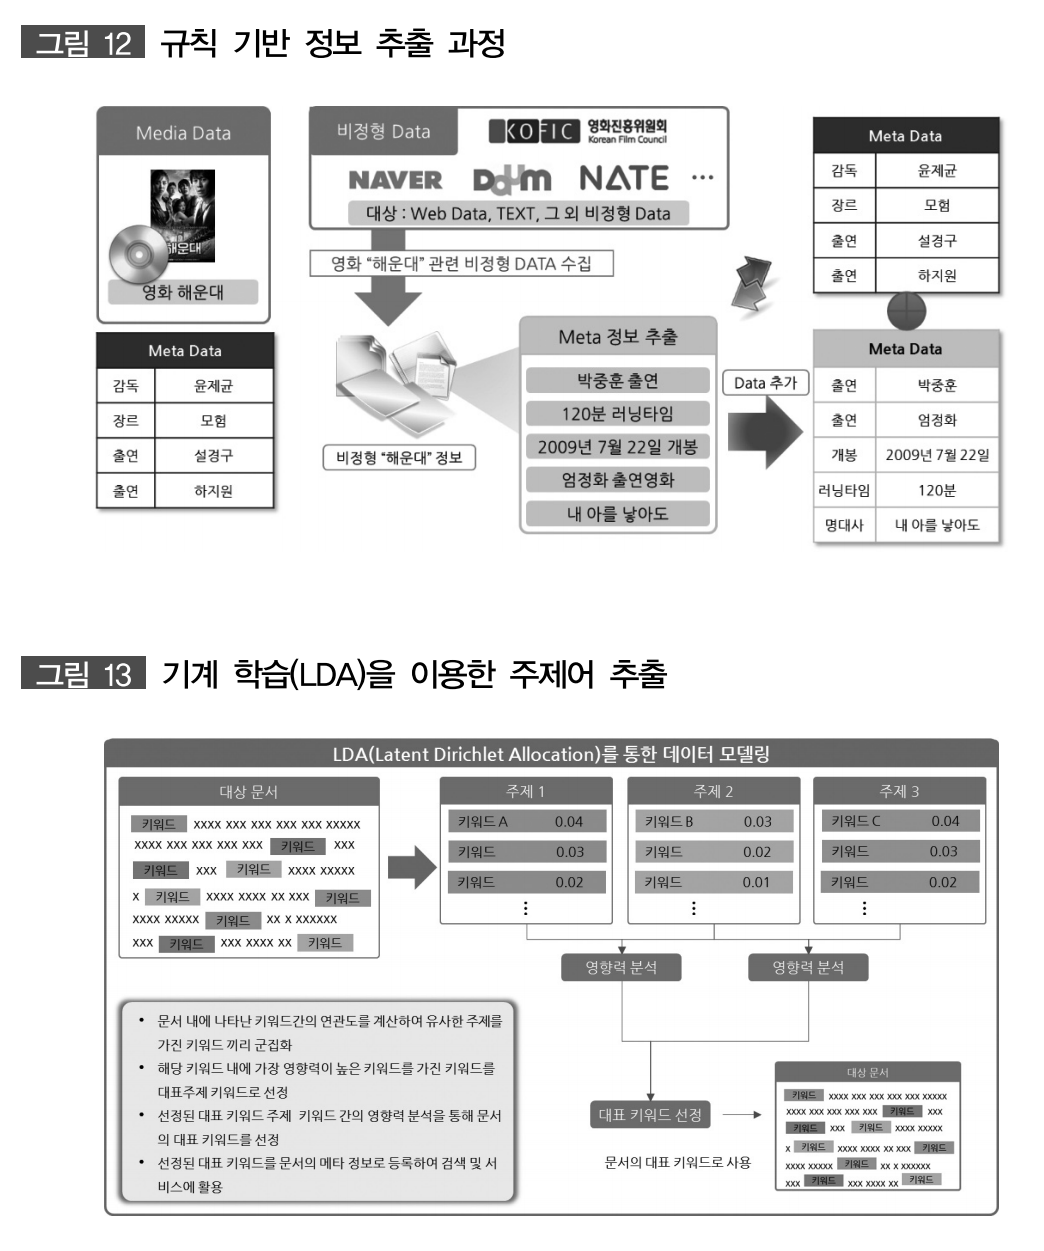 그림 12 규칙 기반 정보 추출 과정
Media Data
해운대
영화 해운대
Meta Data
감독 윤제균
장르 모험
출연 설경구
출연 하지원
비정형 Data
KOFIC 영화진흥위원회
Korean Film Council
NAVER Daum NATE ...
대상 : Web Data, TEXT, 그 외 비정형 Data
영화 “해운대” 관련 비정형 DATA 수집
비정형 “해운대” 정보
Meta 정보 추출
박중훈 출연
120분 러닝타임
2009년 7월 22일 개봉
엄정화 출연영화
내 아를 낳아도
Data 추가
Meta Data
감독 윤제균
장르 모험
출연 설경구
출연 하지원
Meta Data
출연 박중훈
출연 엄정화
개봉 2009년 7월 22일
러닝타임 120분
명대사 내 아를 낳아도
그림 13 기계 학습(LDA)을 이용한 주제어 추출
LDA(Latent Dirichlet Allocation)를 통한 데이터 모델링
대상 문서
키워드 xxxx xxx xxx xxx xxx xxxxx
xxxx xxx xxx xxx xxx 키워드 xxx
키워드 xxx 키워드 xxxx xxxxx
x 키워드 xxxx xxxx xx xxx 키워드
xxxx xxxxx 키워드 xx x xxxxxx
xxx 키워드 xxx xxxx xx 키워드
주제 1
키워드 A 0.04
키워드 0.03
키워드 0.02
⋮
주제 2
키워드 B 0.03
키워드 0.02
키워드 0.01
⋮
주제 3
키워드 C 0.04
키워드 0.03
키워드 0.02
⋮
영향력 분석 영향력 분석
• 문서 내에 나타난 키워드간의 연관도를 계산하여 유사한 주제를
가진 키워드 끼리 군집화
• 해당 키워드 내에 가장 영향력이 높은 키워드를 가진 키워드를
대표주제 키워드로 선정
• 선정된 대표 키워드 주제 키워드 간의 영향력 분석을 통해 문서
의 대표 키워드를 선정
• 선정된 대표 키워드를 문서의 메타 정보로 등록하여 검색 및 서
비스에 활용
대표 키워드 선정
문서의 대표 키워드로 사용
대상 문서
키워드 xxxx xxx xxx xxx xxx xxxxx
xxxx xxx xxx xxx xxx 키워드 xxx
키워드 xxx 키워드 xxxx xxxxx
x 키워드 xxxx xxxx xx xxx 키워드
xxxx xxxxx 키워드 xx x xxxxxx
xxx 키워드 xxx xxxx xx 키워드